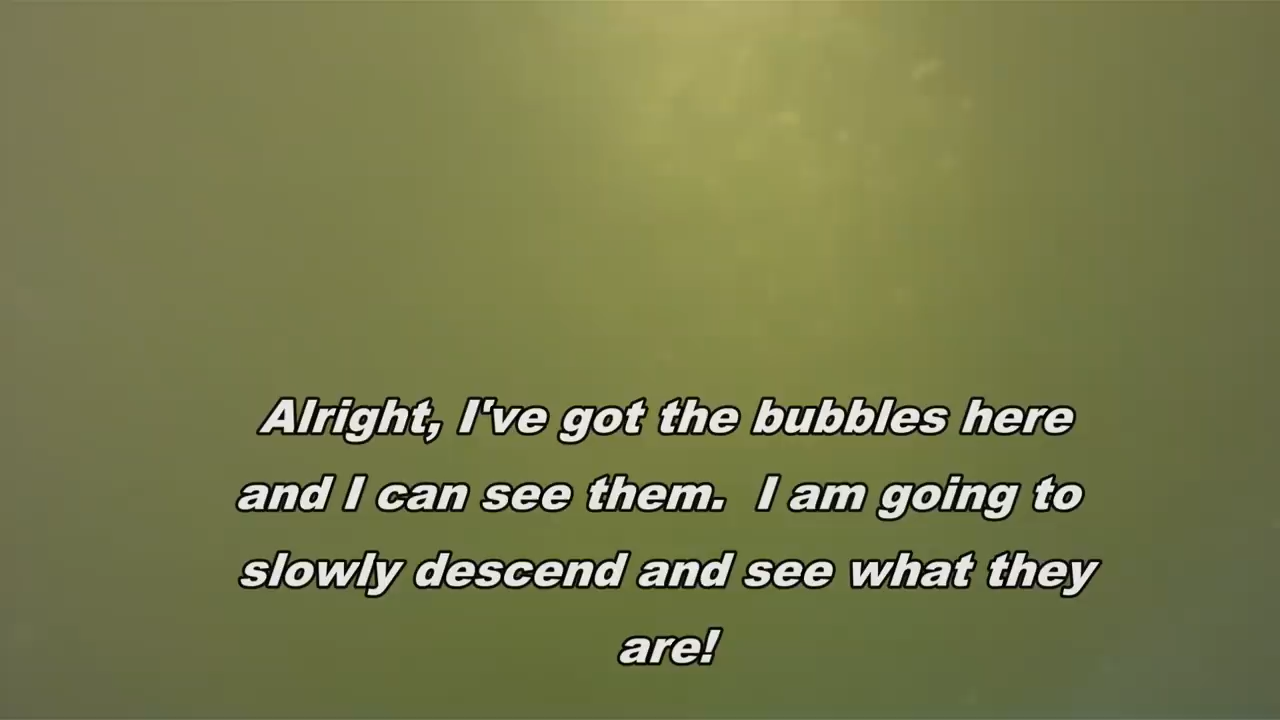 Alright, I've got the bubbles here
and I can see them.  I am going to
slowly descend and see what they
are!